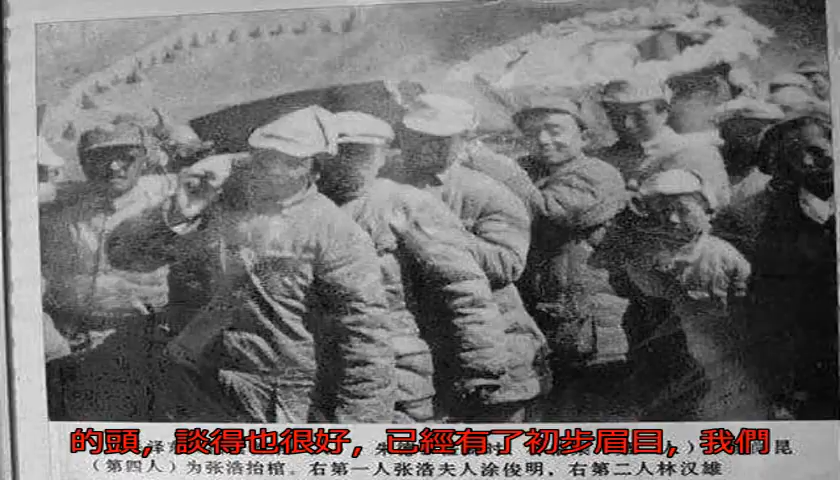 的頭，談得也很好，已經有了初步眉目，我們
（第四人）为张浩抬棺。右第一人张浩夫人涂俊明，右第二人林汉雄